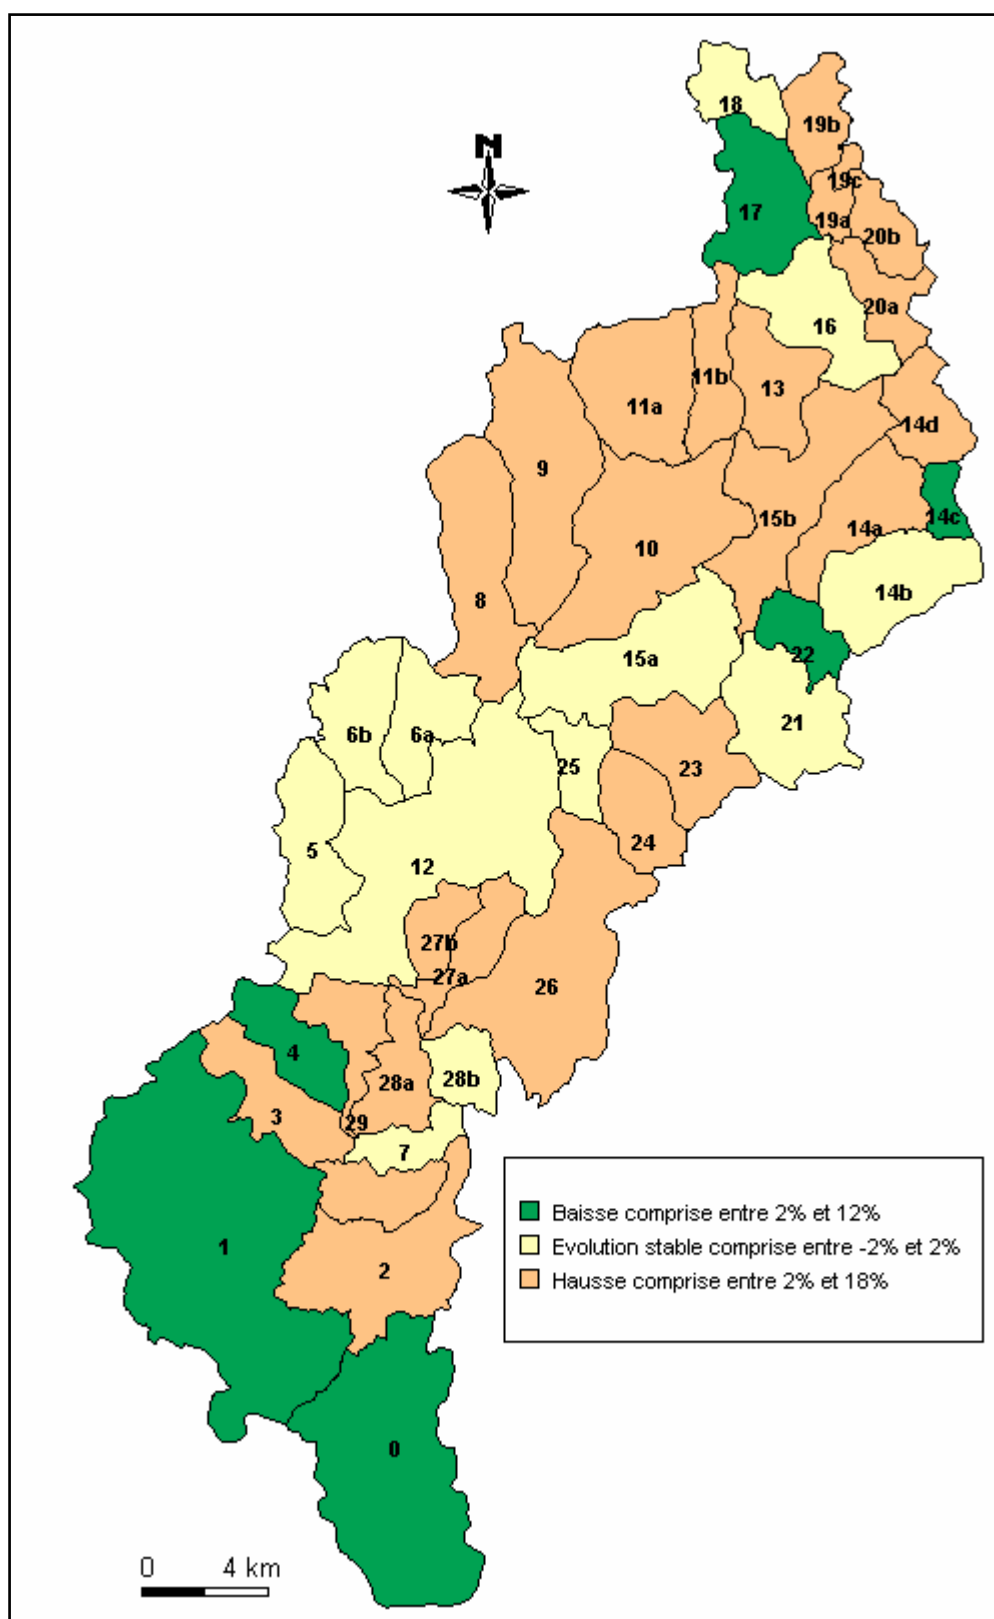 18
19b
N
19c
17
19a
20b
20a
16
11b
13
11a
14d
9
15b
14c
14a
10
14b
8
22
15a
21
6b
6a
25
23
24
5
12
27b
27a
26
4
28a
28b
3
29
7
1
2
Baisse comprise entre 2% et 12%
Evolution stable comprise entre -2% et 2%
Hausse comprise entre 2% et 18%
0
0 4 km